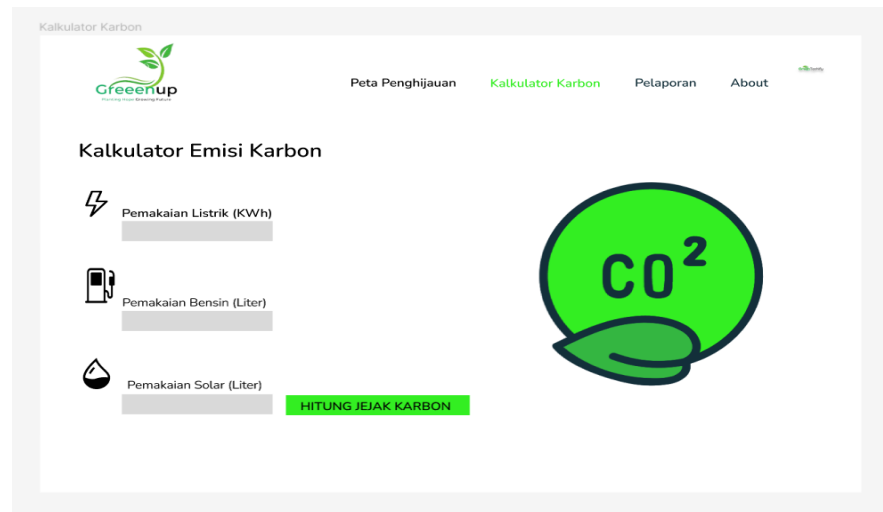 Kalkulator Karbon
Greeenup
Peta Penghijauan Kalkulator Karbon Pelaporan About
Kalkulator Emisi Karbon
Pemakaian Listrik (KWh)
CO²
Pemakaian Bensin (Liter)
Pemakaian Solar (Liter)
HITUNG JEJAK KARBON